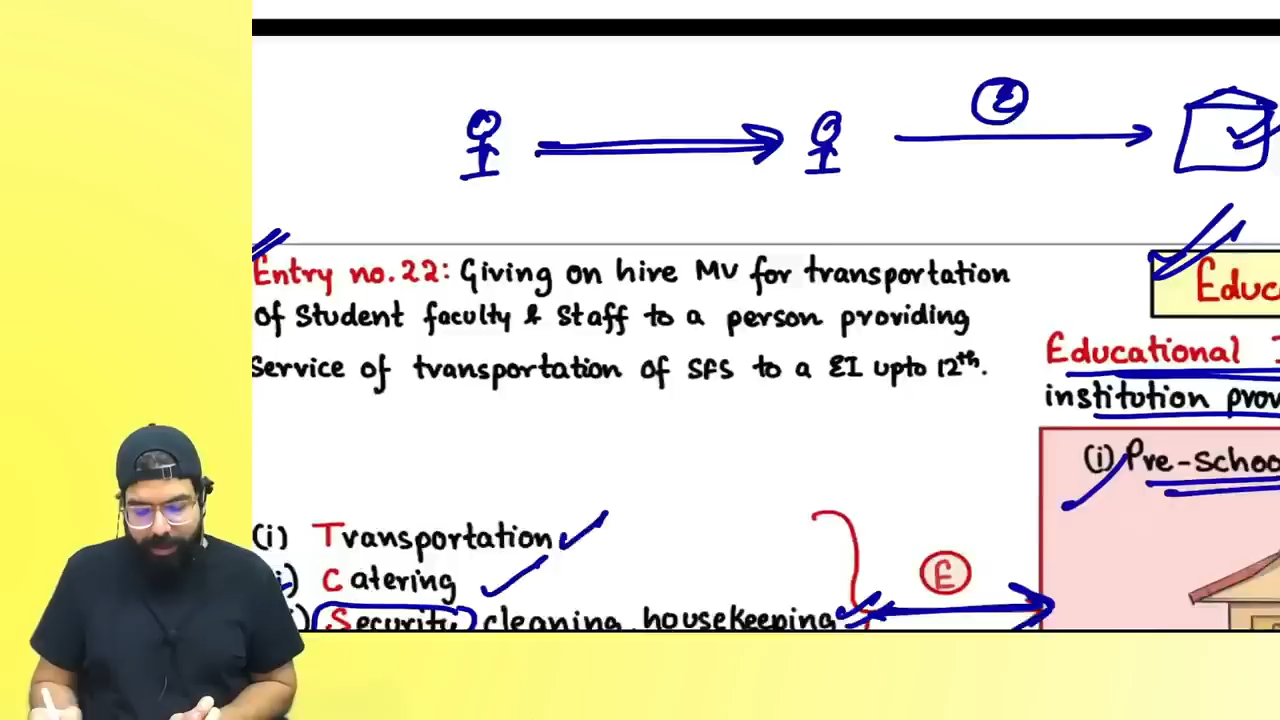 E
Entry no.22: Giving on hire MV for transportation
of Student faculty & Staff to a person providing
service of transportation of SFS to a EI upto 12th.
Educ
Educational I
institution prov
(i) Pre-schoo
(i) Transportation
i) Catering
i) Security, cleaning, housekeeping
E